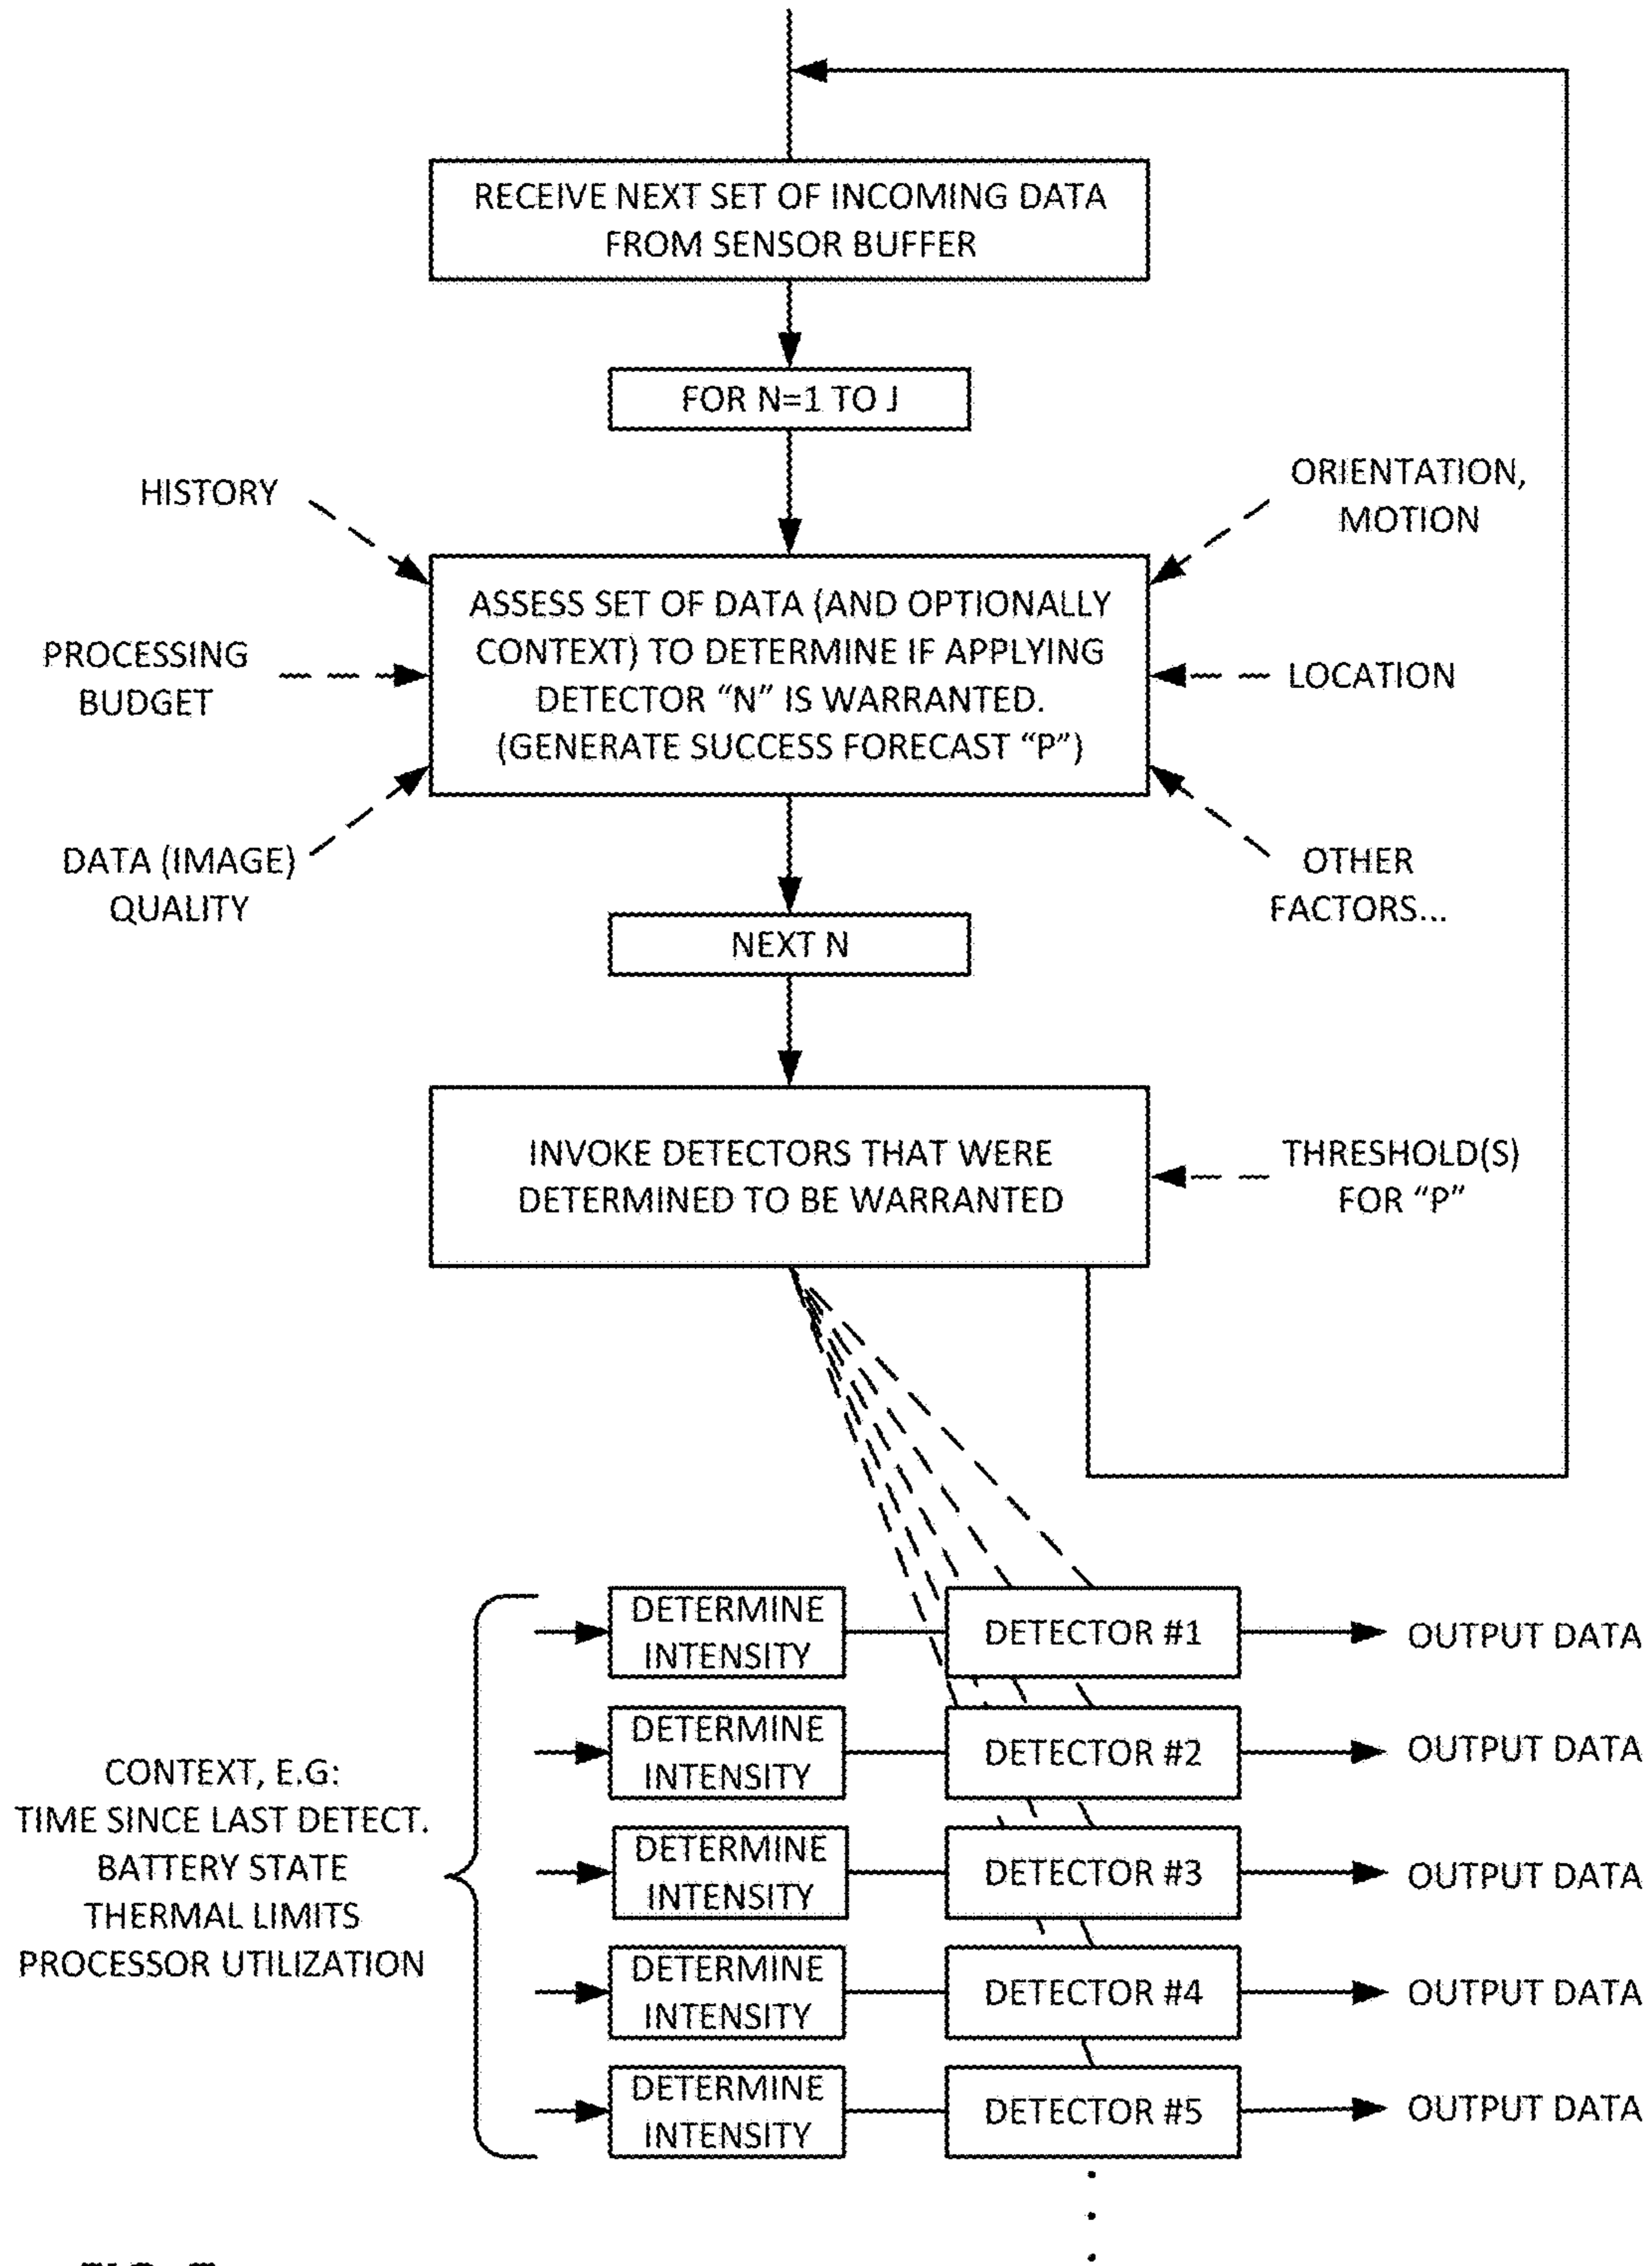 RECEIVE NEXT SET OF INCOMING DATA
FROM SENSOR BUFFER
FOR N=1 TO J
HISTORY
ORIENTATION,
MOTION
ASSESS SET OF DATA (AND OPTIONALLY
CONTEXT) TO DETERMINE IF APPLYING
DETECTOR “N” IS WARRANTED.
(GENERATE SUCCESS FORECAST “P”)
PROCESSING
BUDGET
LOCATION
DATA (IMAGE)
QUALITY
OTHER
FACTORS...
NEXT N
INVOKE DETECTORS THAT WERE
DETERMINED TO BE WARRANTED
THRESHOLD(S)
FOR “P”
DETERMINE
INTENSITY
DETECTOR #1
OUTPUT DATA
DETERMINE
INTENSITY
DETECTOR #2
OUTPUT DATA
CONTEXT, E.G:
TIME SINCE LAST DETECT.
BATTERY STATE
THERMAL LIMITS
PROCESSOR UTILIZATION
DETERMINE
INTENSITY
DETECTOR #3
OUTPUT DATA
DETERMINE
INTENSITY
DETECTOR #4
OUTPUT DATA
DETERMINE
INTENSITY
DETECTOR #5
OUTPUT DATA